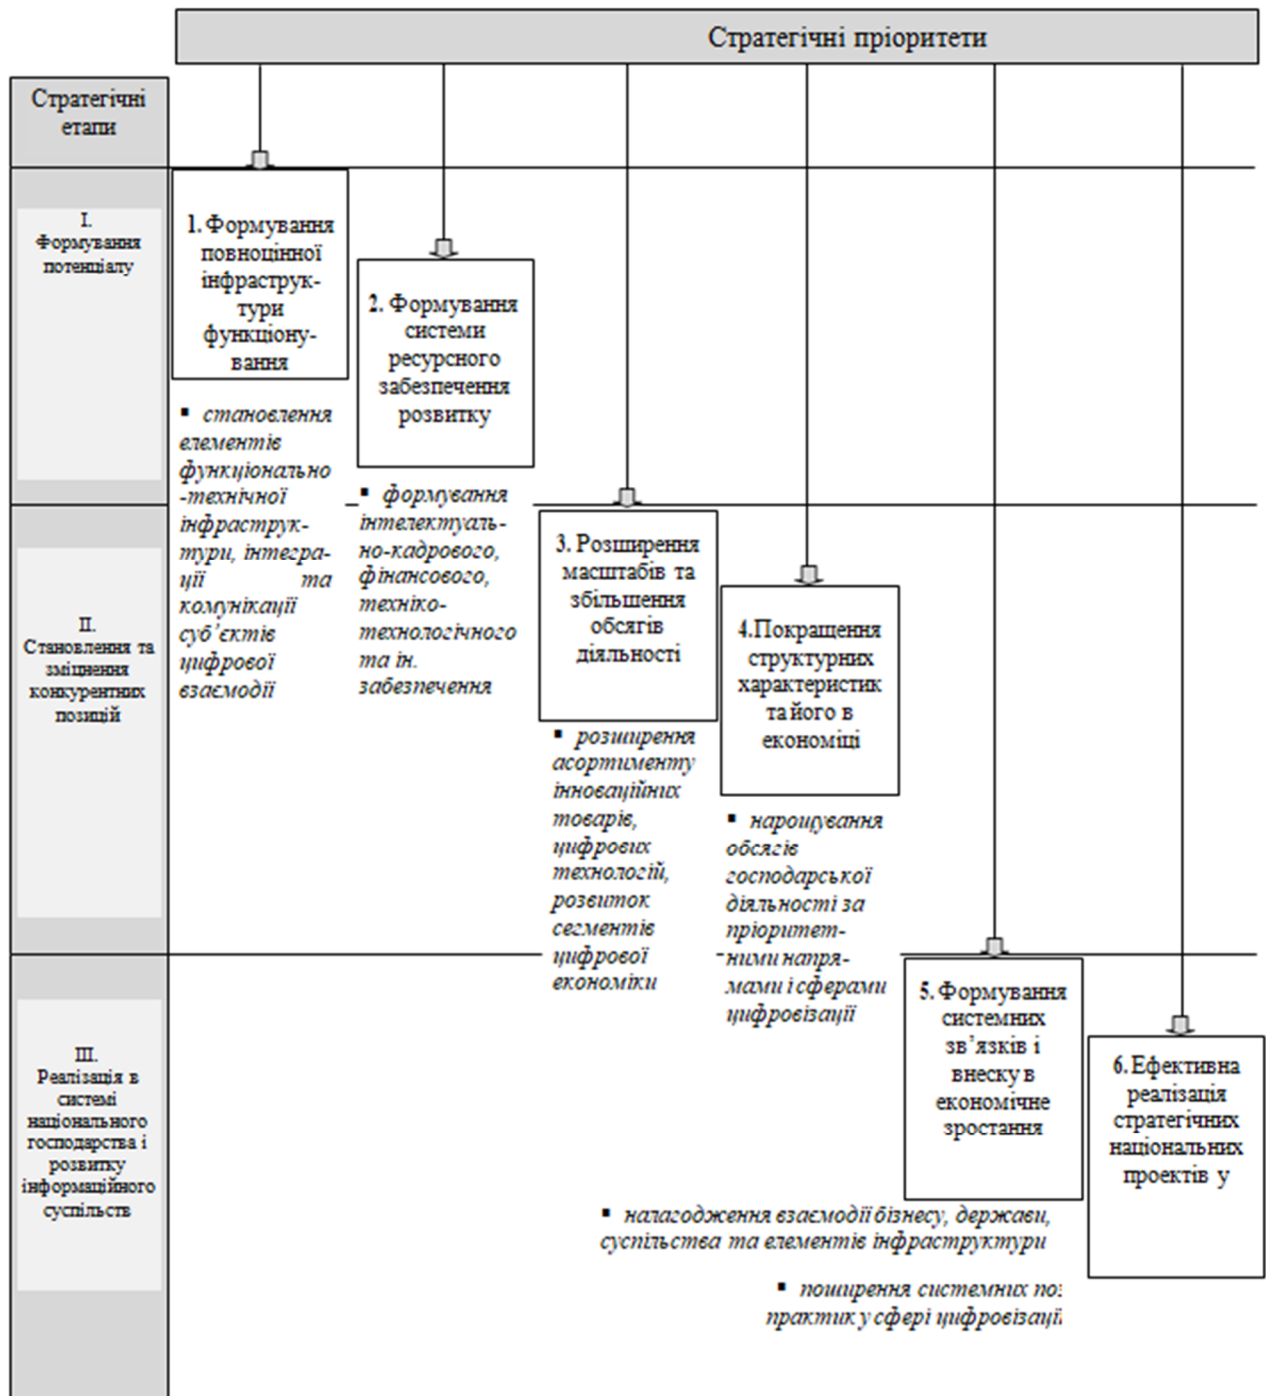 Стратегічні пріоритети
Стратегічні
етапи
І.
Формування
потенціалу
1. Формування
повноцінної
інфраструк-
тури
функціону-
вання
▪ становлення
елементів
функціонально
-технічної
інфраструк-
тури, інтегра-
ції та
комунікації
суб’єктів
цифрової
взаємодії
2. Формування
системи
ресурсного
забезпечення
розвитку
▪ формування
інтелектуаль-
но-кадрового,
фінансового,
техніко-
технологічного
та ін.
забезпечення
ІІ.
Становлення та
зміцнення
конкурентних
позицій
3. Розширення
масштабів та
збільшення
обсягів
діяльності
▪ розширення
асортименту
інноваційних
товарів,
цифрових
технологій,
розвиток
сегментів
цифрової
економіки
4.Покращення
структурних
характеристик
та його в
економіці
▪ нарощування
обсягів
господарської
діяльності за
пріоритет-
ними напря-
мами і сферами
цифровізації
ІІІ.
Реалізація в
системі
національного
господарства і
розвитку
інформаційного
суспільств
5. Формування
системних
зв’язків і
внеску в
економічне
зростання
▪ налагодження взаємодії бізнесу, держави,
суспільства та елементів інфраструктури
6. Ефективна
реалізація
стратегічних
національних
проектів у
▪ поширення системних
практик у сфері цифровізації